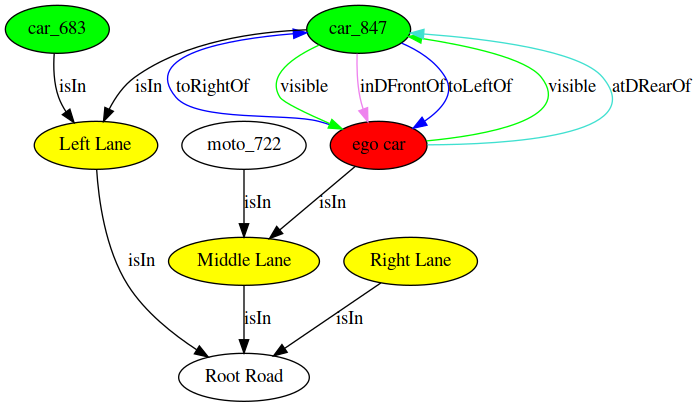 car_683
car_847
isIn
isIn
toRightOf
visible
inDFrontOf
toLeftOf
visible
atDRearOf
Left Lane
moto_722
ego car
isIn
isIn
isIn
Middle Lane
Right Lane
isIn
isIn
Root Road